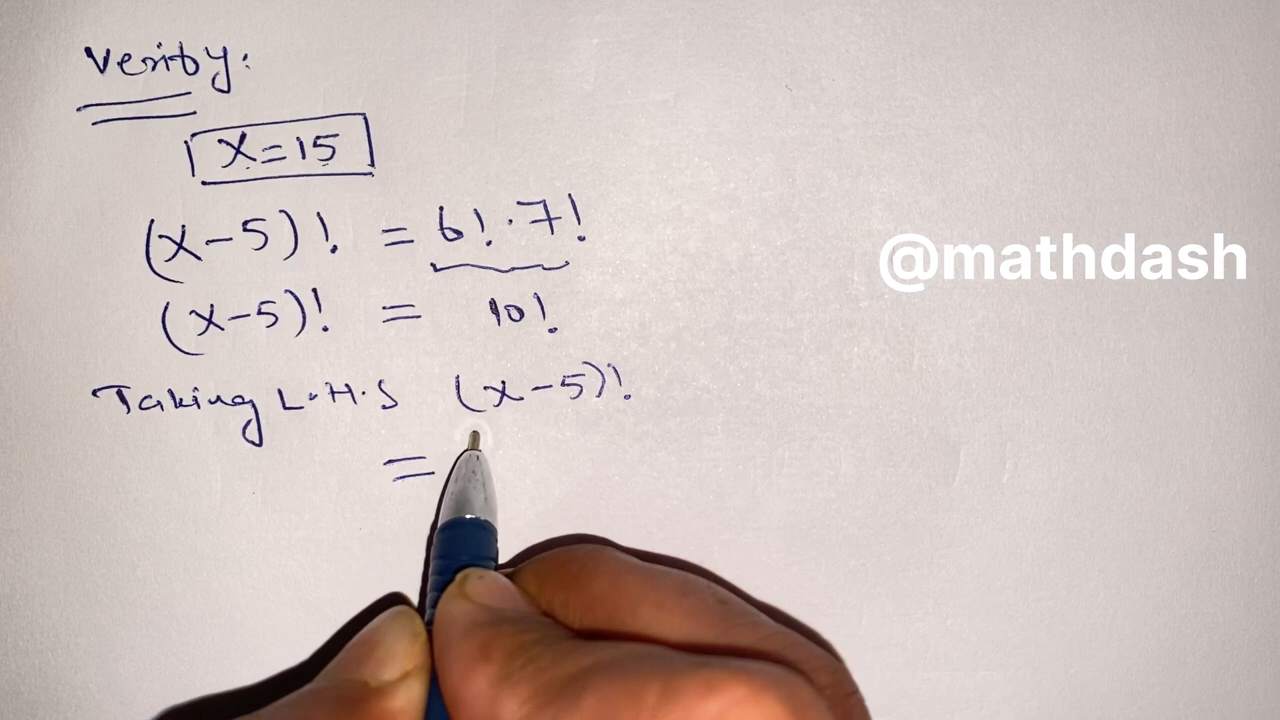 Verify:
x=15
(x-5)! = 6!·7!
@mathdash
(x-5)! = 10!
Taking L.H.S (x-5)!
=